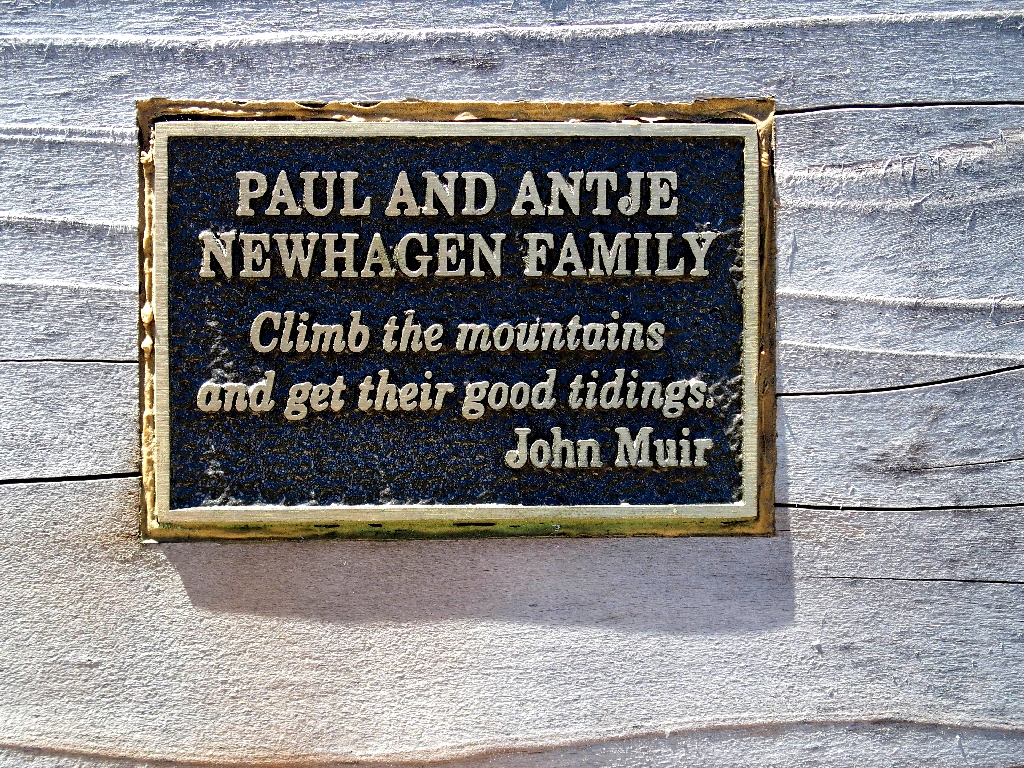 PAUL AND ANTJE
NEWHAGEN FAMILY
Climb the mountains
and get their good tidings.
John Muir